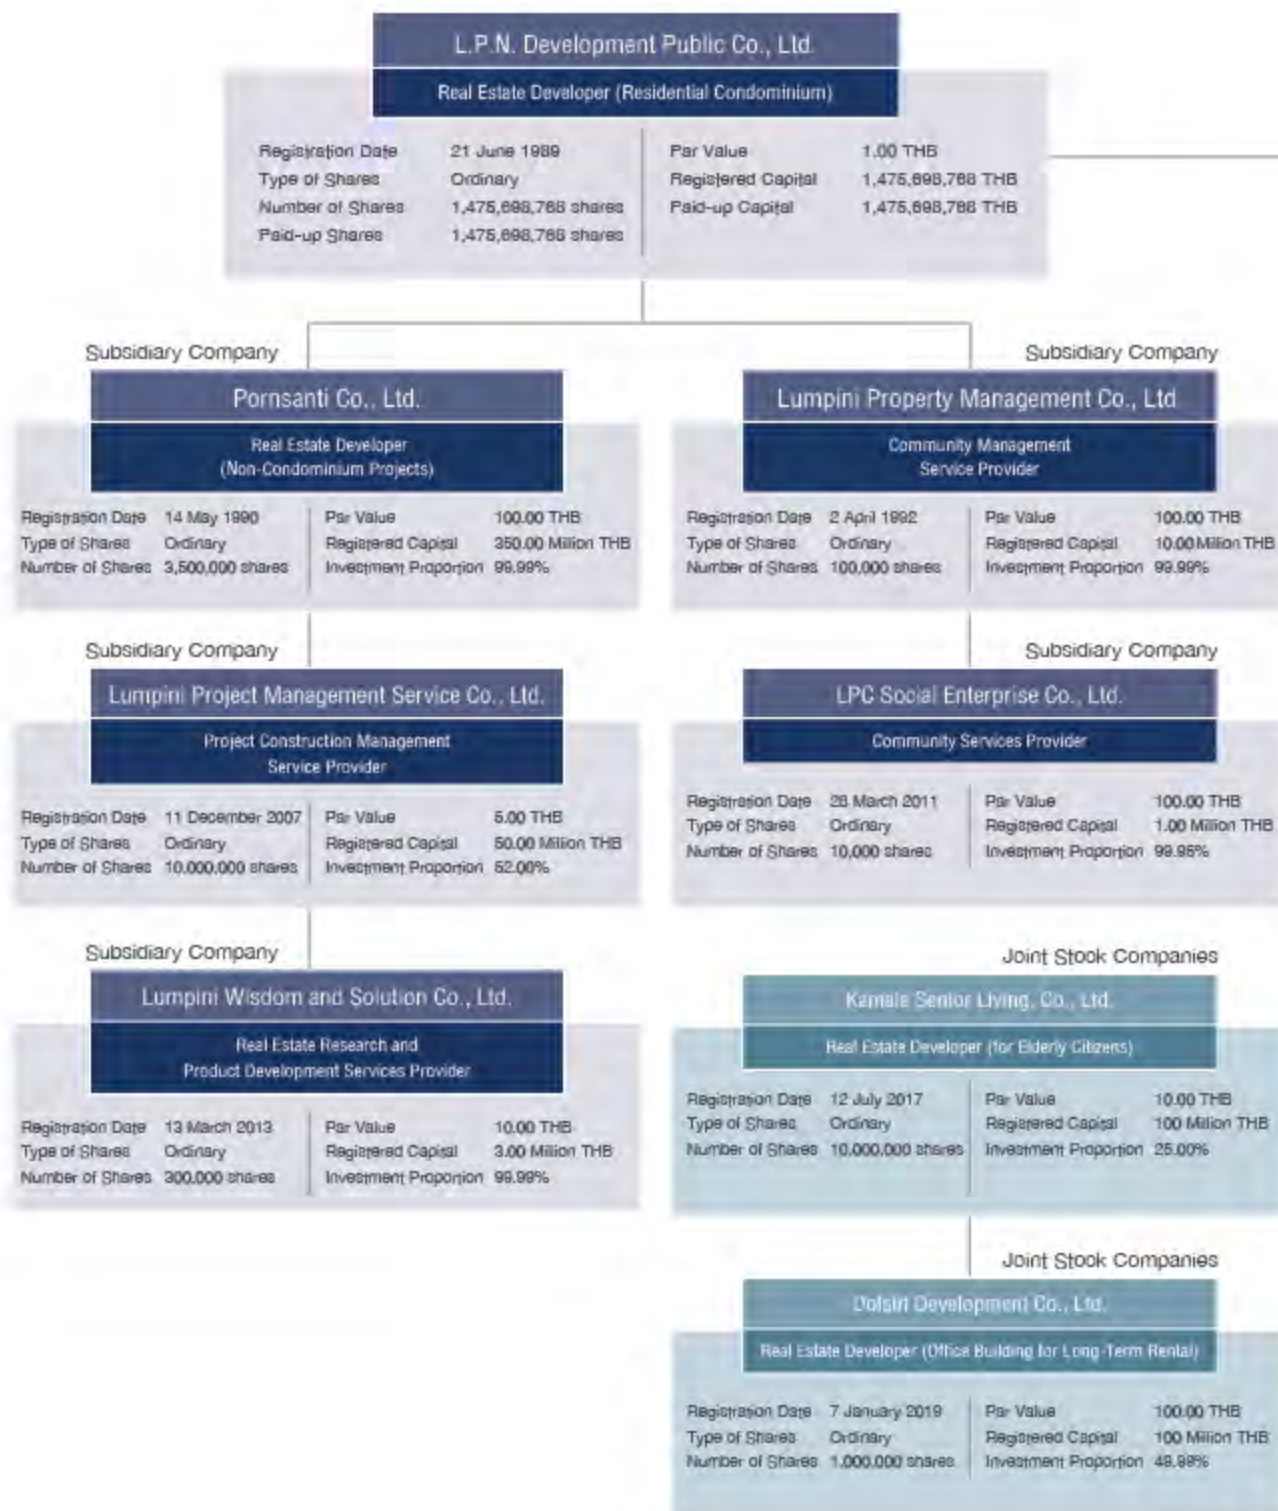 L.P.N. Development Public Co., Ltd.
Real Estate Developer (Residential Condominium)
Registration Date 21 June 1989
Type of Shares Ordinary
Number of Shares 1,475,698,768 shares
Paid-up Shares 1,475,698,768 shares
Par Value 1.00 THB
Registered Capital 1,475,698,768 THB
Paid-up Capital 1,475,698,768 THB
Subsidiary Company
Pornsanti Co., Ltd.
Real Estate Developer
(Non-Condominium Projects)
Registration Date 14 May 1990
Type of Shares Ordinary
Number of Shares 3,500,000 shares
Par Value 100.00 THB
Registered Capital 350.00 Million THB
Investment Proportion 99.99%
Subsidiary Company
Lumpini Property Management Co., Ltd
Community Management
Service Provider
Registration Date 2 April 1992
Type of Shares Ordinary
Number of Shares 100,000 shares
Par Value 100.00 THB
Registered Capital 10.00 Million THB
Investment Proportion 99.99%
Subsidiary Company
Lumpini Project Management Service Co., Ltd.
Project Construction Management
Service Provider
Registration Date 11 December 2007
Type of Shares Ordinary
Number of Shares 10,000,000 shares
Par Value 5.00 THB
Registered Capital 50.00 Million THB
Investment Proportion 52.00%
Subsidiary Company
LPC Social Enterprise Co., Ltd.
Community Services Provider
Registration Date March 2011
Type of Shares Ordinary
Number of Shares 10,000 shares
Par Value 100.00 THB
Registered Capital 1.00 Million THB
Investment Proportion 99.95%
Subsidiary Company
Lumpini Wisdom and Solution Co., Ltd.
Real Estate Research and
Product Development Services Provider
Registration Date 13 March 2013
Type of Shares Ordinary
Number of Shares 300,000 shares
Par Value 10.00 THB
Registered Capital 3.00 Million THB
Investment Proportion 99.99%
Joint Stock Companies
Kamala Senior Living, Co., Ltd.
Real Estate Developer (for Elderly Citizens)
Registration Date 12 July 2017
Type of Shares Ordinary
Number of Shares 10,000,000 shares
Par Value 10.00 THB
Registered Capital 100 Million THB
Investment Proportion 25.00%
Joint Stock Companies
Development Co., Ltd.
Real Estate Developer (Office Building for Long-Term Rental)
Registration Date 7 January 2019
Type of Shares Ordinary
Number of Shares 1,000,000 shares
Par Value 100.00 THB
Registered Capital 100 Million THB
Investment Proportion